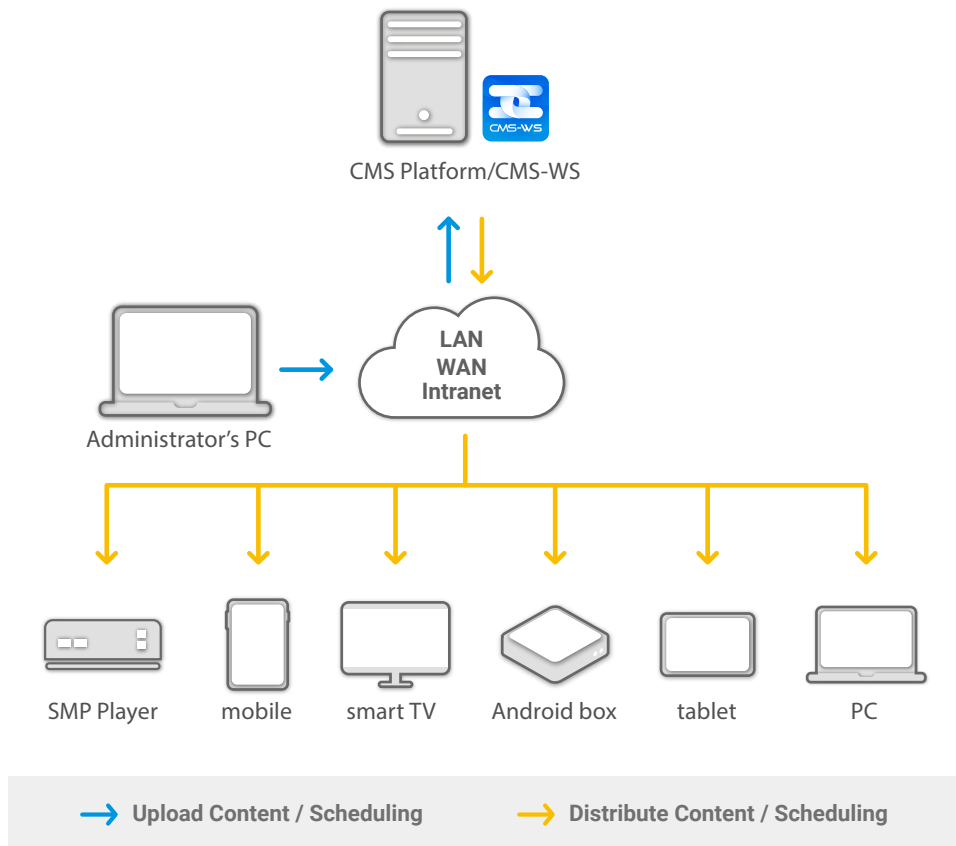 CMS-WS
CMS Platform/CMS-WS
LAN
WAN
Intranet
Administrator’s PC
SMP Player
mobile
smart TV
Android box
tablet
PC
Upload Content / Scheduling
Distribute Content / Scheduling